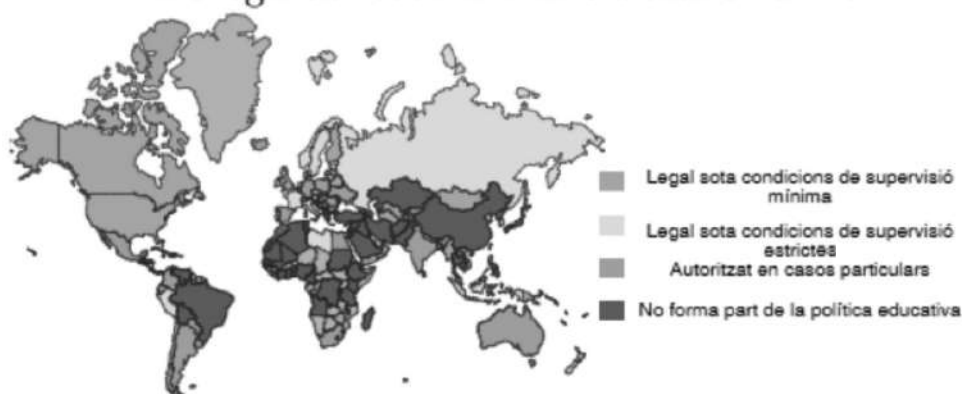 Legal sota condicions de supervisió
mínima
Legal sota condicions de supervisió
estrictes
Autoritzat en casos particulars
No forma part de la política educativa